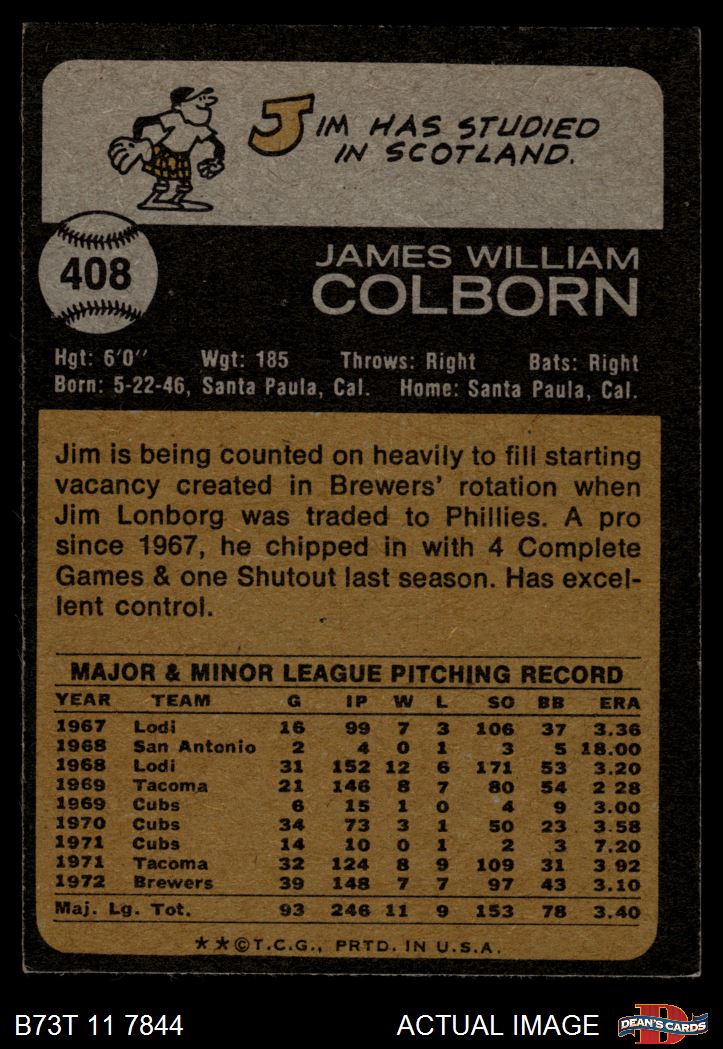 JIM HAS STUDIED
IN SCOTLAND.
408
JAMES WILLIAM
COLBORN
Hgt: 6'0" Wgt: 185 Throws: Right Bats: Right
Born: 5-22-46, Santa Paula, Cal. Home: Santa Paula, Cal.
Jim is being counted on heavily to fill starting
vacancy created in Brewers' rotation when
Jim Lonborg was traded to Phillies. A pro
since 1967, he chipped in with 4 Complete
Games & one Shutout last season. Has excel-
lent control.
MAJOR & MINOR LEAGUE PITCHING RECORD
YEAR TEAM G IP W L SO BB ERA
1967 Lodi 16 99 7 3 106 37 3.36
1968 San Antonio 2 4 0 1 3 5 18.00
1968 Lodi 31 152 12 6 171 53 3.20
1969 Tacoma 21 146 8 7 80 54 2 28
1969 Cubs 6 15 1 0 4 9 3.00
1970 Cubs 34 73 3 1 50 23 3.58
1971 Cubs 14 10 0 1 2 3 7.20
1971 Tacoma 32 124 8 9 109 31 3 92
1972 Brewers 39 148 7 7 97 43 3.10
Maj. Lg. Tot. 93 246 11 9 153 78 3.40
★★©T.C.G., PRTD. IN U.S.A.
B73T 11 7844 ACTUAL IMAGE
D
DEAN'S CARDS